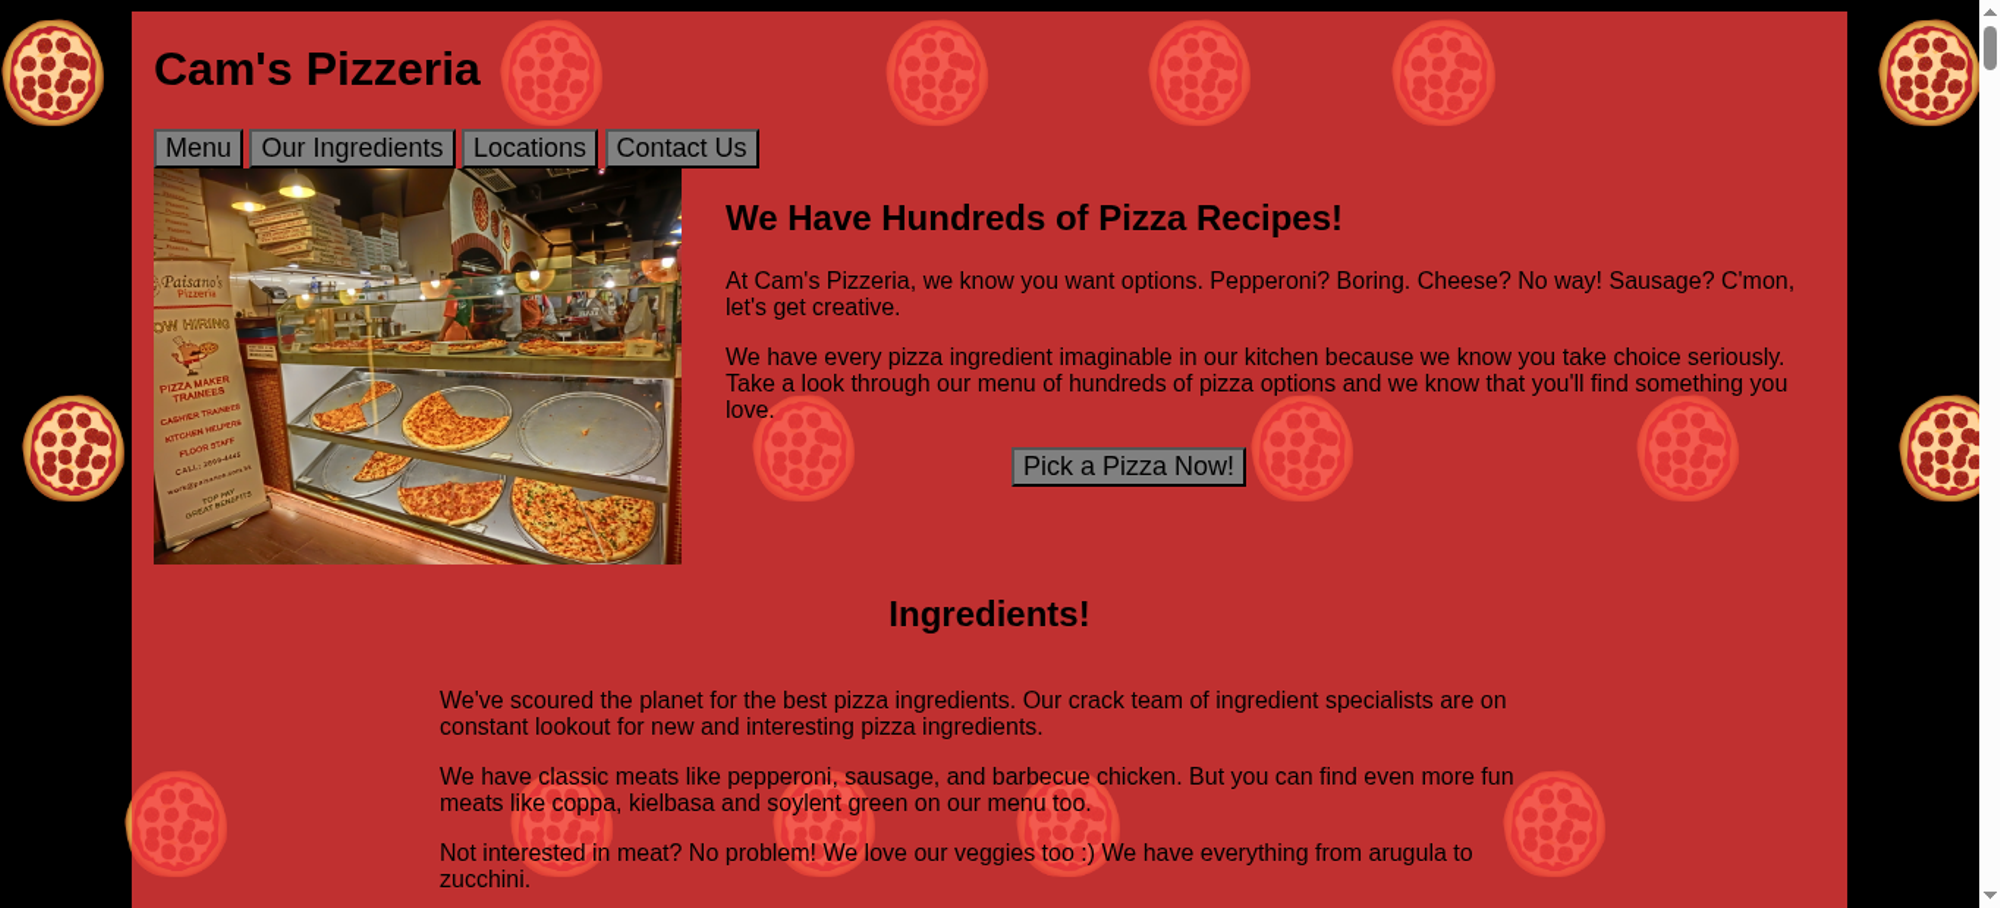 Cam's Pizzeria
Menu
Our Ingredients
Locations
Contact Us
Paisano's
Pizzeria
OW HIRING
PIZZA MAKER
TRAINEES
CASHIER TRAINEES
KITCHEN HELPERS
FLOOR STAFF
TOP PAY
GREAT BENEFITS
We Have Hundreds of Pizza Recipes!
At Cam's Pizzeria, we know you want options. Pepperoni? Boring. Cheese? No way! Sausage? C'mon,
let's get creative.
We have every pizza ingredient imaginable in our kitchen because we know you take choice seriously.
Take a look through our menu of hundreds of pizza options and we know that you'll find something you
love.
Pick a Pizza Now!
Ingredients!
We've scoured the planet for the best pizza ingredients. Our crack team of ingredient specialists are on
constant lookout for new and interesting pizza ingredients.
We have classic meats like pepperoni, sausage, and barbecue chicken. But you can find even more fun
meats like coppa, kielbasa and soylent green on our menu too.
Not interested in meat? No problem! We love our veggies too :) We have everything from arugula to
zucchini.